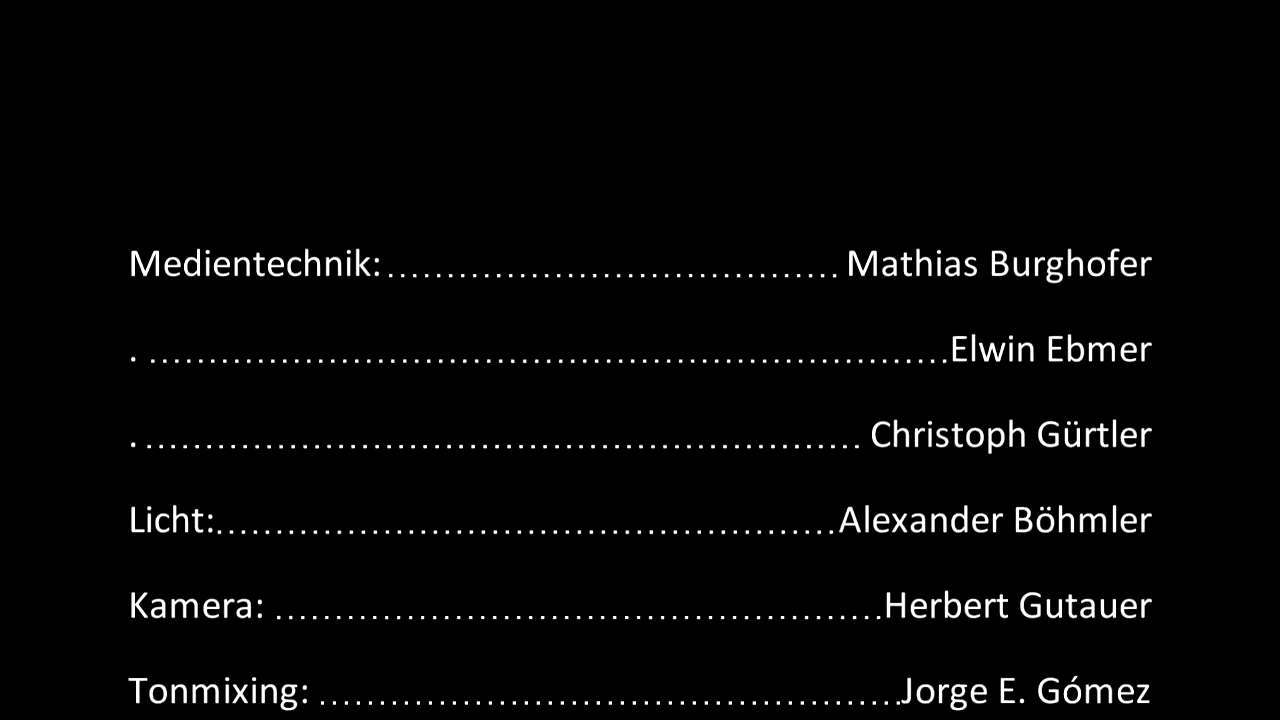 Medientechnik: ...................................... Mathias Burghofer
. ...................................................................Elwin Ebmer
. ............................................................ Christoph Gürtler
Licht:....................................................Alexander Böhmler
Kamera: ...................................................Herbert Gutauer
Tonmixing: .................................................Jorge E. Gómez